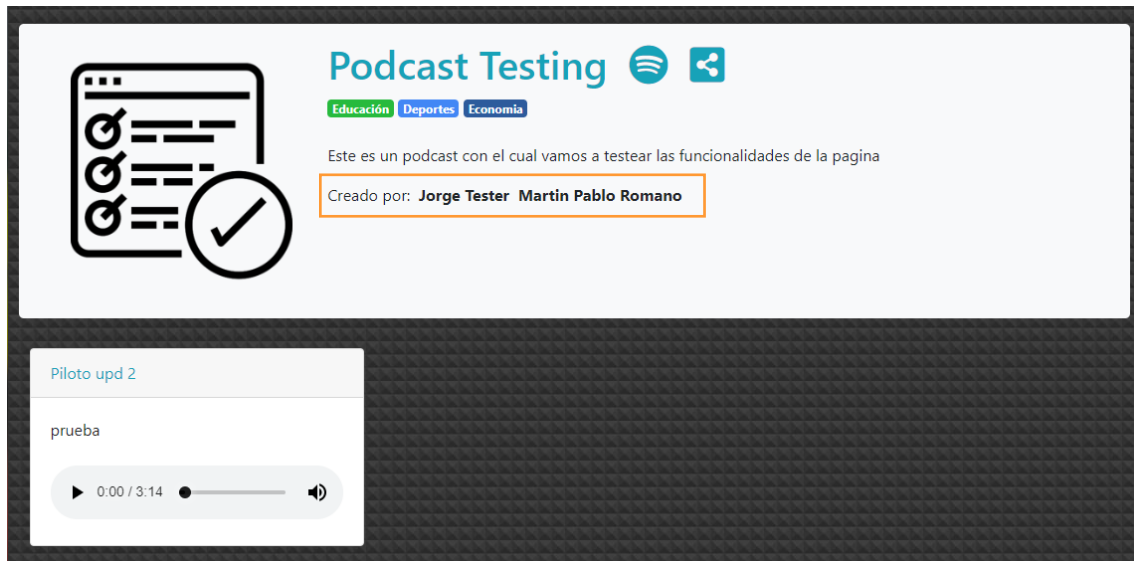 Podcast Testing
Educación Deportes Economia
Este es un podcast con el cual vamos a testear las funcionalidades de la pagina
Creado por: Jorge Tester Martin Pablo Romano
Piloto upd 2
prueba
0:00 / 3:14